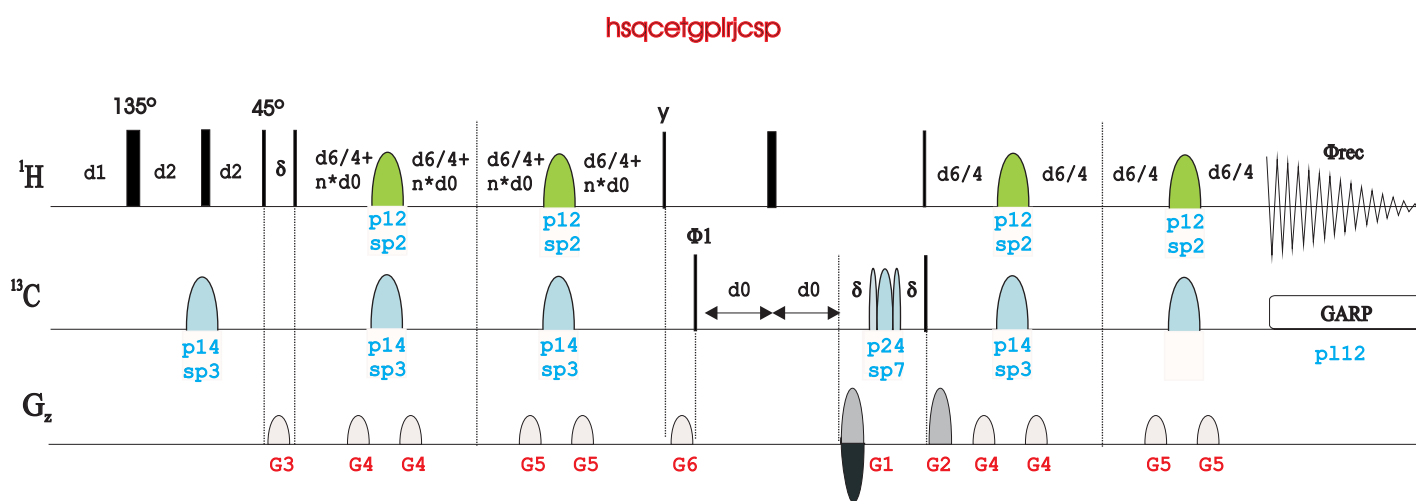 hsqcetgplrjcsp
135° 45° y
¹H d1 d2 d2 δ d6/4+ d6/4+ d6/4+ d6/4+ d6/4 d6/4 d6/4 d6/4 Φrec
n*d0 n*d0 n*d0 n*d0
p12 p12 p12 p12
sp2 sp2 sp2 sp2
Φ1
¹³C d0 d0 δ δ GARP
p14 p14 p14 p24 p14 pl12
sp3 sp3 sp3 sp7 sp3
Gz
G3 G4 G4 G5 G5 G6 G1 G2 G4 G4 G5 G5